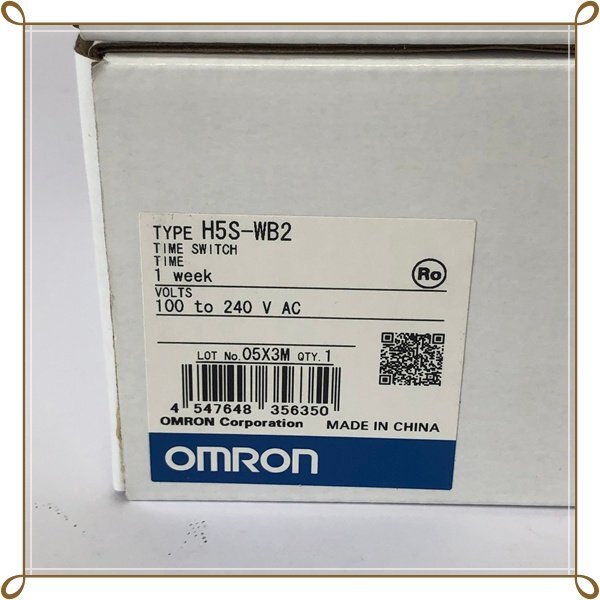 TYPE H5S-WB2
TIME SWITCH
TIME
1 week
Ro
VOLTS
100 to 240 V AC
LOT No. 05X3M QTY. 1
4 547648 356350
OMRON Corporation MADE IN CHINA
OMRON